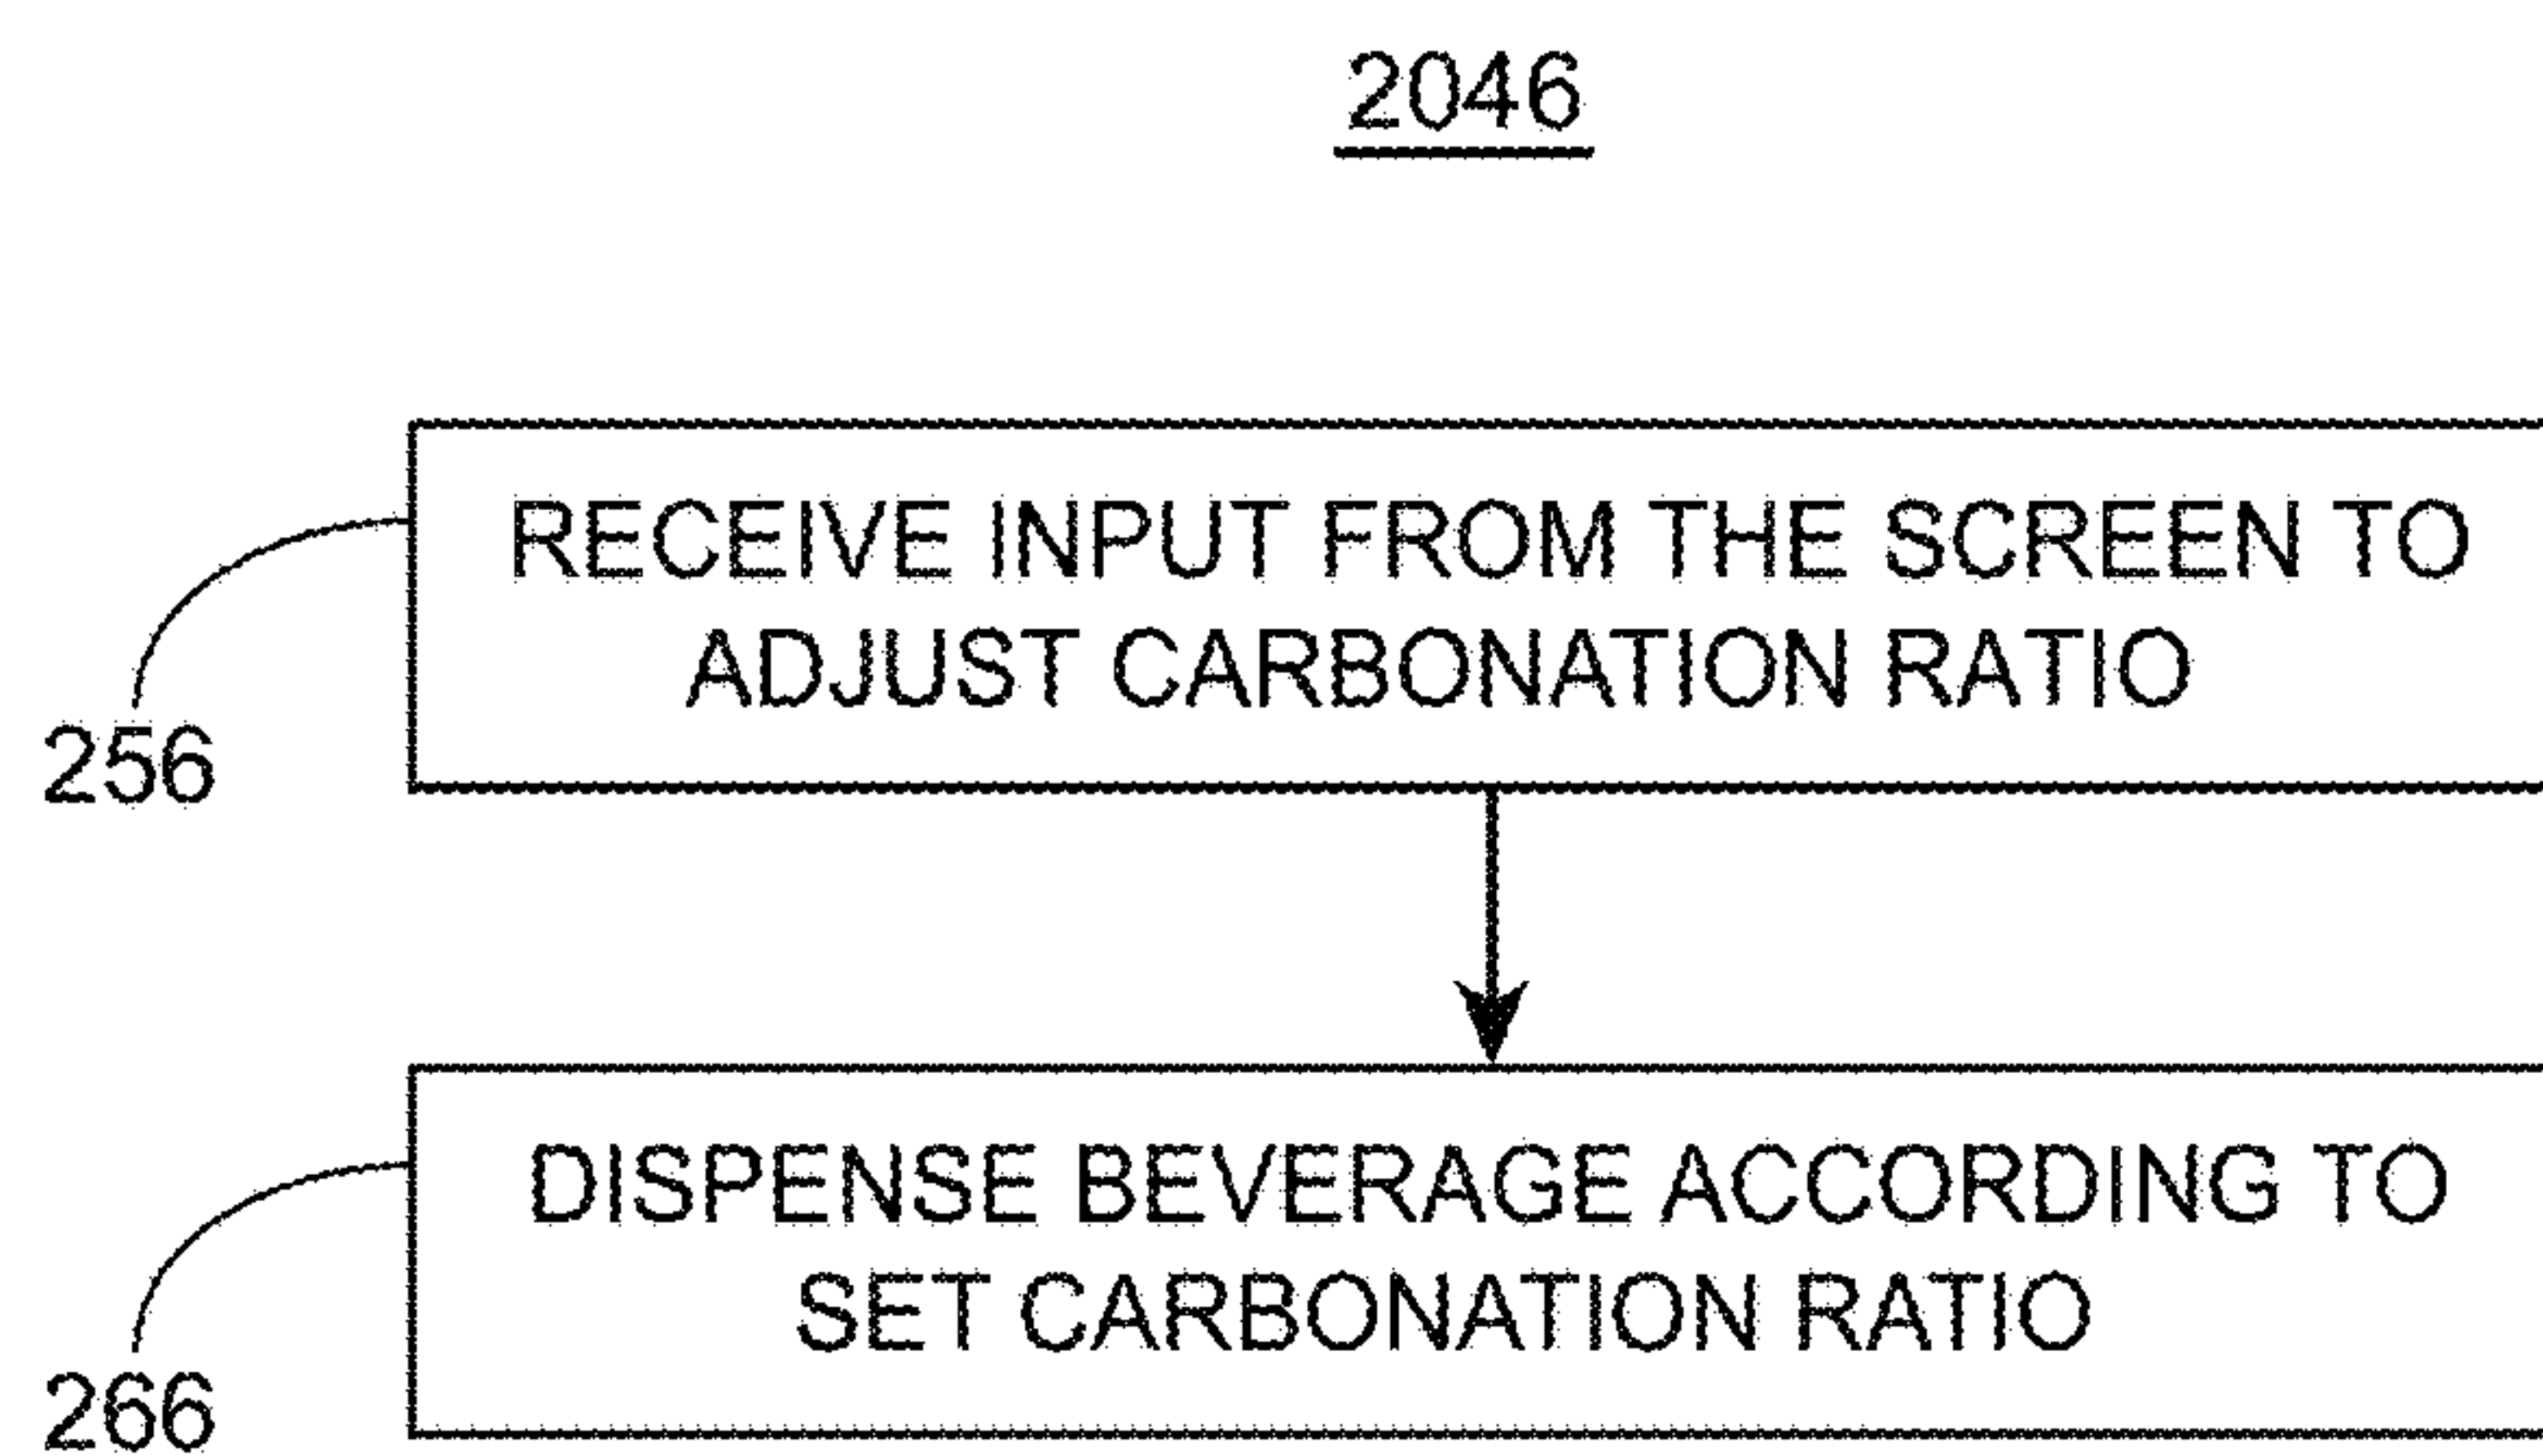 2046
RECEIVE INPUT FROM THE SCREEN TO
ADJUST CARBONATION RATIO
256
DISPENSE BEVERAGE ACCORDING TO
SET CARBONATION RATIO
266